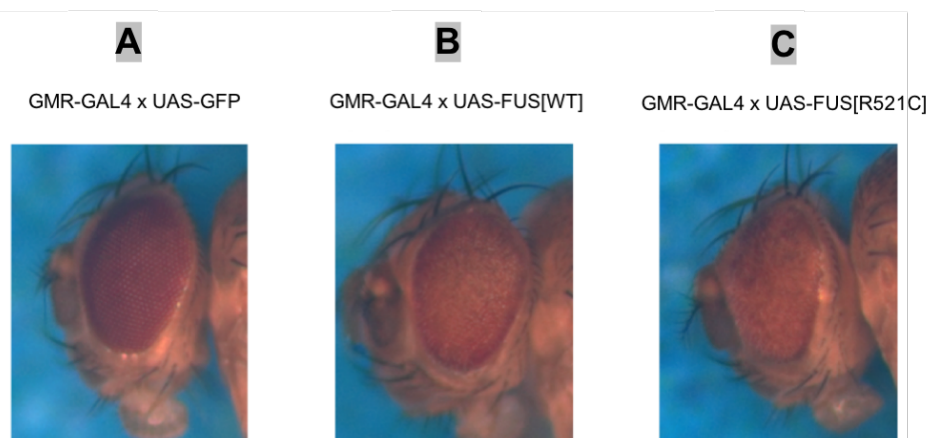 A
B
C
GMR-GAL4 x UAS-GFP
GMR-GAL4 x UAS-FUS[WT]
GMR-GAL4 x UAS-FUS[R521C]